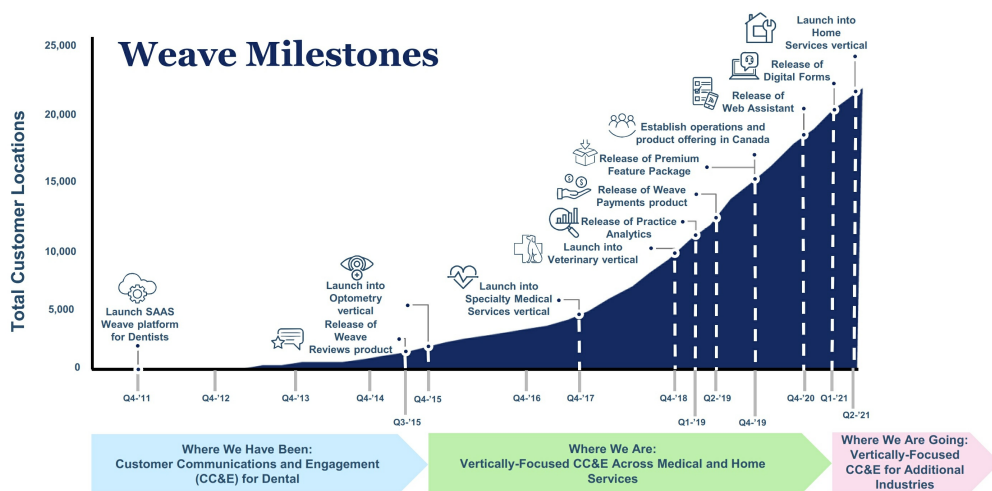 Weave Milestones
Total Customer Locations
25,000
20,000
15,000
10,000
5,000
0
Launch SAAS
Weave platform
for Dentists
Launch into
Optometry
vertical
Release of
Weave
Reviews product
Launch into
Specialty Medical
Services vertical
Launch into
Veterinary vertical
Release of Practice
Analytics
Release of Weave
Payments product
Release of Premium
Feature Package
Establish operations and
product offering in Canada
Release of
Web Assistant
Release of
Digital Forms
Launch into
Home
Services vertical
Q4-'11
Q4-'12
Q4-'13
Q4-'14
Q3-'15
Q4-'15
Q4-'16
Q4-'17
Q4-'18
Q1-'19
Q2-'19
Q4-'19
Q4-'20
Q1-'21
Q2-'21
Where We Have Been:
Customer Communications and Engagement
(CC&E) for Dental
Where We Are:
Vertically-Focused CC&E Across Medical and Home
Services
Where We Are Going:
Vertically-Focused
CC&E for Additional
Industries